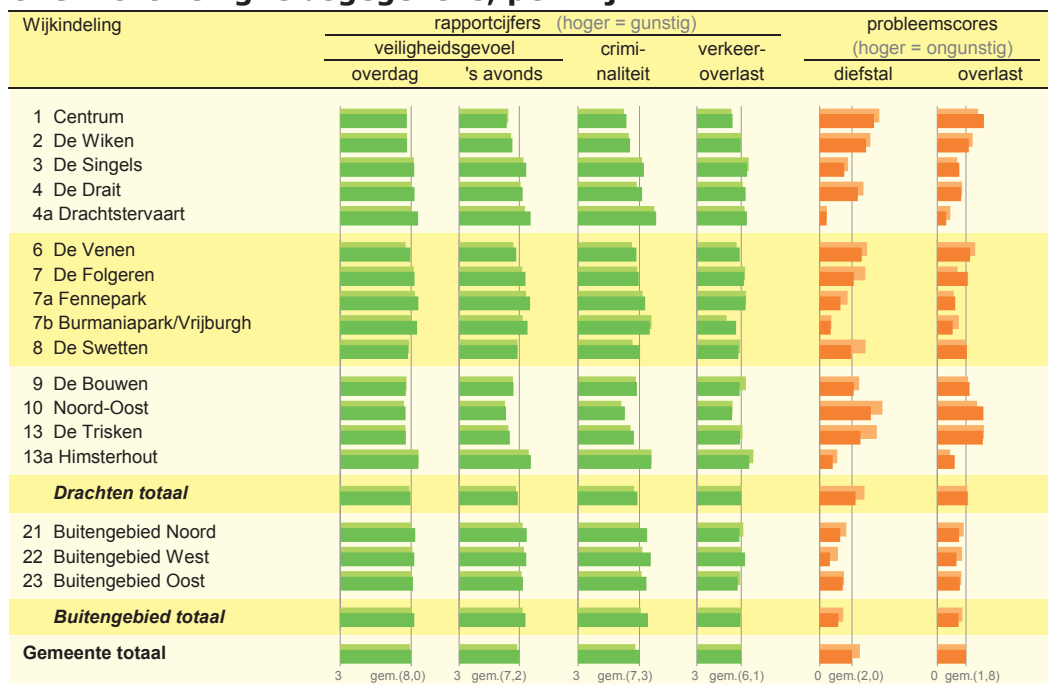 Wijkindeling rapportcijfers (hoger = gunstig) probleemscores
veiligheidsgevoel crimi- verkeer- (hoger = ongunstig)
overdag 's avonds naliteit overlast diefstal overlast
1 Centrum
2 De Wiken
3 De Singels
4 De Drait
4a Drachtstervaart
6 De Venen
7 De Folgeren
7a Fennepark
7b Burmaniapark/Vrijburgh
8 De Swetten
9 De Bouwen
10 Noord-Oost
13 De Trisken
13a Himsterhout
Drachten totaal
21 Buitengebied Noord
22 Buitengebied West
23 Buitengebied Oost
Buitengebied totaal
Gemeente totaal
3 gem.(8,0) 3 gem.(7,2) 3 gem.(7,3) 3 gem.(6,1) 0 gem.(2,0) 0 gem.(1,8)